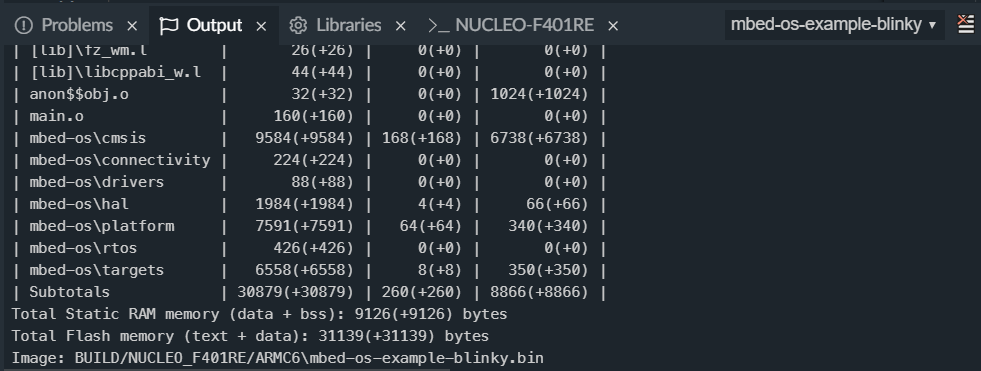 Problems × Output × Libraries × >_ NUCLEO-F401RE × mbed-os-example-blinky ▾
| [lib]\fz_wm.l | 26(+26) | 0(+0) | 0(+0) |
| [lib]\libcppabi_w.l | 44(+44) | 0(+0) | 0(+0) |
| anon$$obj.o | 32(+32) | 0(+0) | 1024(+1024) |
| main.o | 160(+160) | 0(+0) | 0(+0) |
| mbed-os\cmsis | 9584(+9584) | 168(+168) | 6738(+6738) |
| mbed-os\connectivity | 224(+224) | 0(+0) | 0(+0) |
| mbed-os\drivers | 88(+88) | 0(+0) | 0(+0) |
| mbed-os\hal | 1984(+1984) | 4(+4) | 66(+66) |
| mbed-os\platform | 7591(+7591) | 64(+64) | 340(+340) |
| mbed-os\rtos | 426(+426) | 0(+0) | 0(+0) |
| mbed-os\targets | 6558(+6558) | 8(+8) | 350(+350) |
| Subtotals | 30879(+30879) | 260(+260) | 8866(+8866) |
Total Static RAM memory (data + bss): 9126(+9126) bytes
Total Flash memory (text + data): 31139(+31139) bytes
Image: BUILD/NUCLEO_F401RE/ARMC6\mbed-os-example-blinky.bin